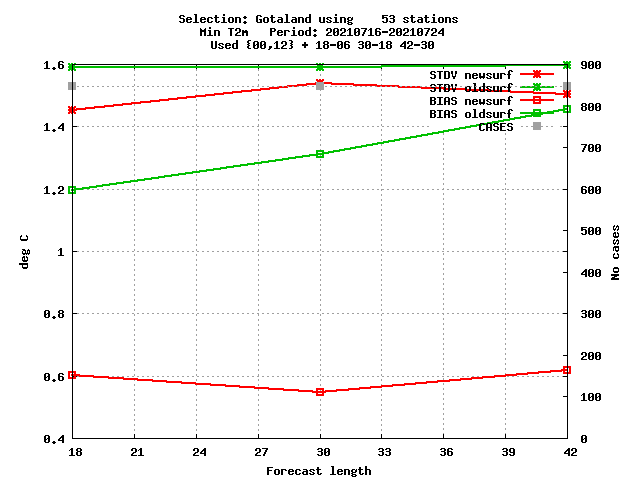 Selection: Gotaland using    53 stations
Min T2m   Period: 20210716-20210724
Used {00,12} + 18-06 30-18 42-30
STDV newsurf
STDV oldsurf
BIAS newsurf
BIAS oldsurf
CASES
1.6
1.4
1.2
1
0.8
0.6
0.4
deg C
900
800
700
600
500
400
300
200
100
0
No cases
18 21 24 27 30 33 36 39 42
Forecast length